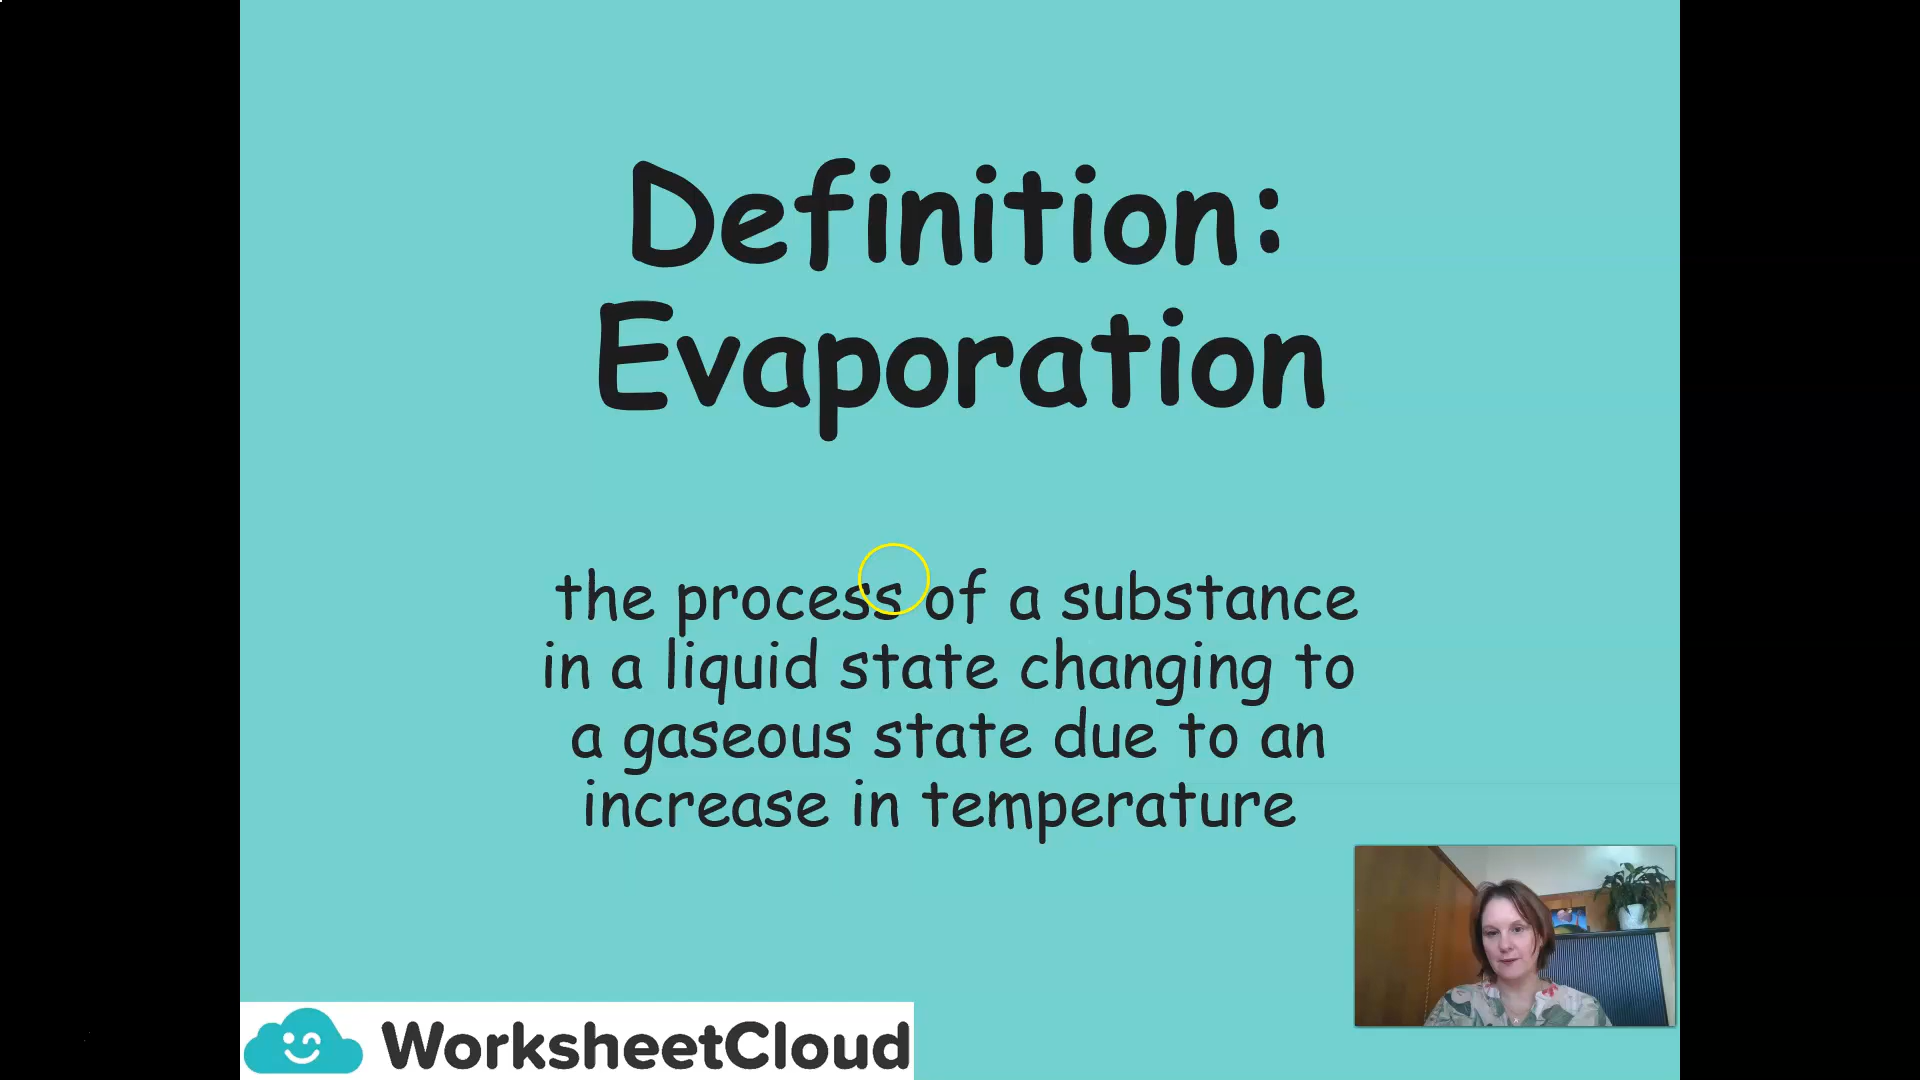 Definition:
Evaporation
the process of a substance
in a liquid state changing to
a gaseous state due to an
increase in temperature
WorksheetCloud